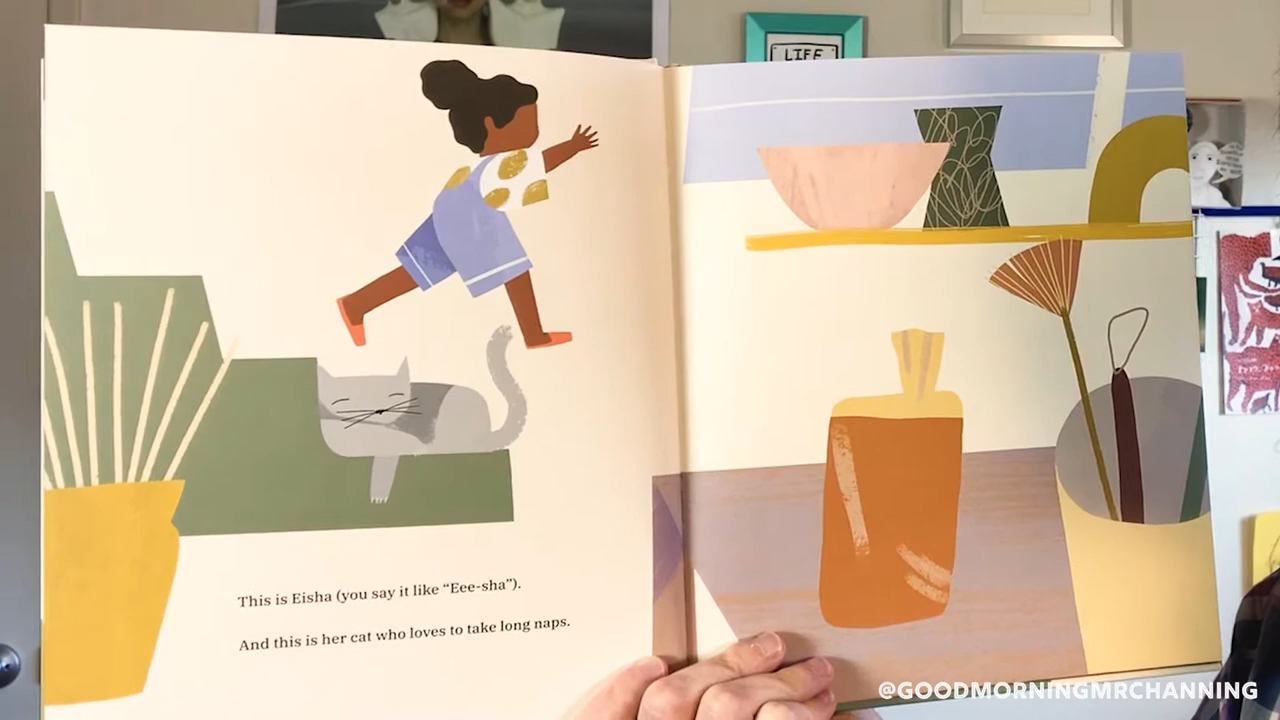 LIFE
This is Eisha (you say it like “Eee-sha”).
And this is her cat who loves to take long naps.
@GOODMORNINGMRCHANNING